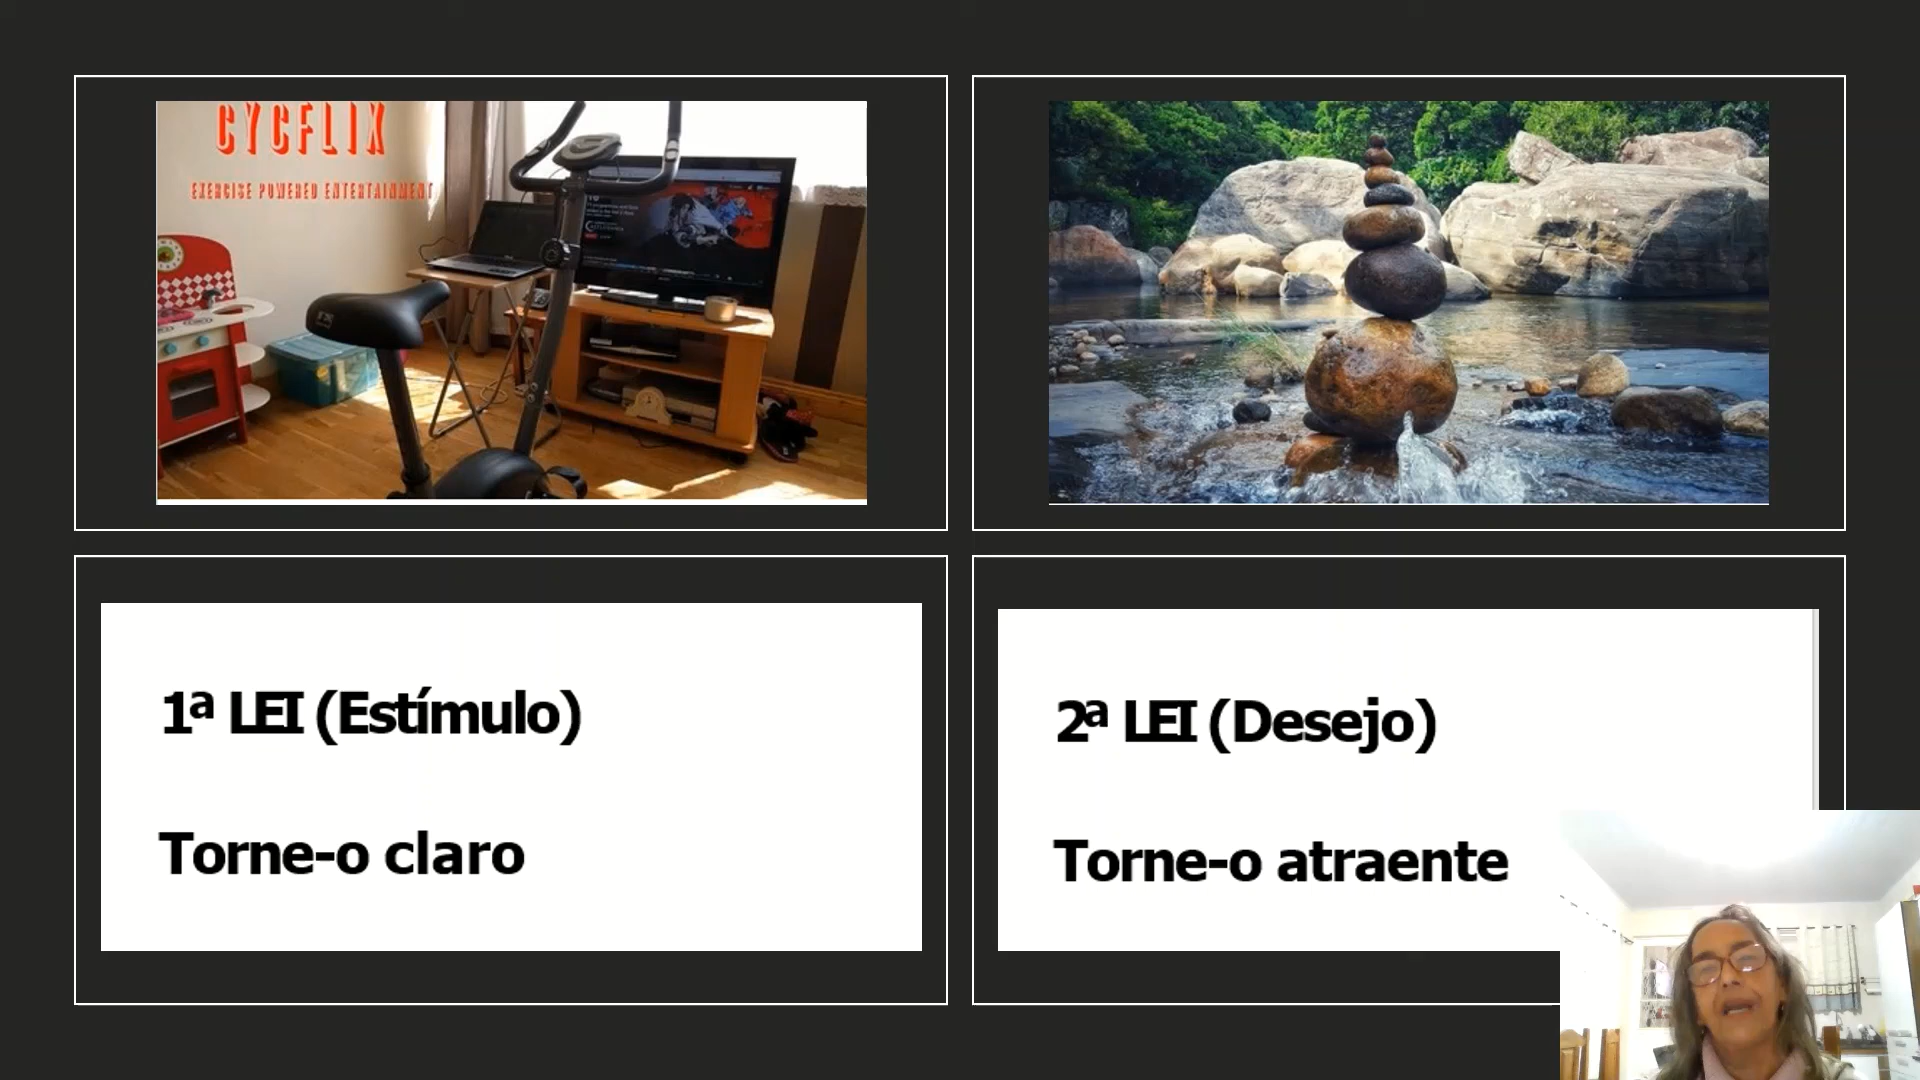 CYCFLIX
EXERCISE POWERED ENTERTAINMENT
1ª LEI (Estímulo)
Torne-o claro
2ª LEI (Desejo)
Torne-o atraente